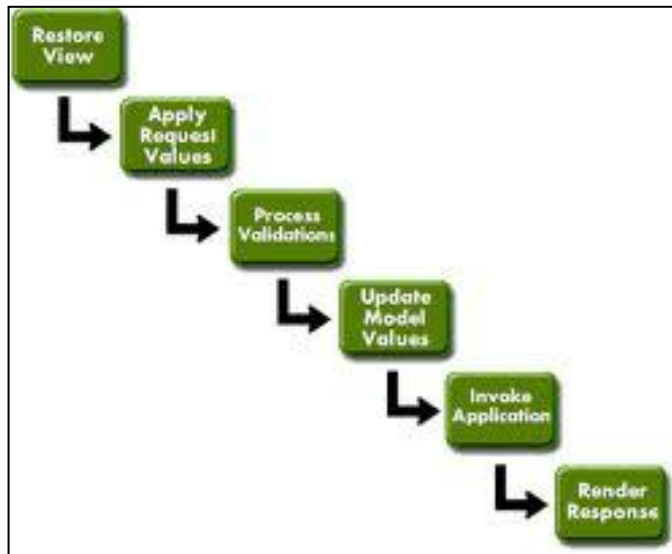 Restore
View
Apply
Request
Values
Process
Validations
Update
Model
Values
Invoke
Application
Render
Response